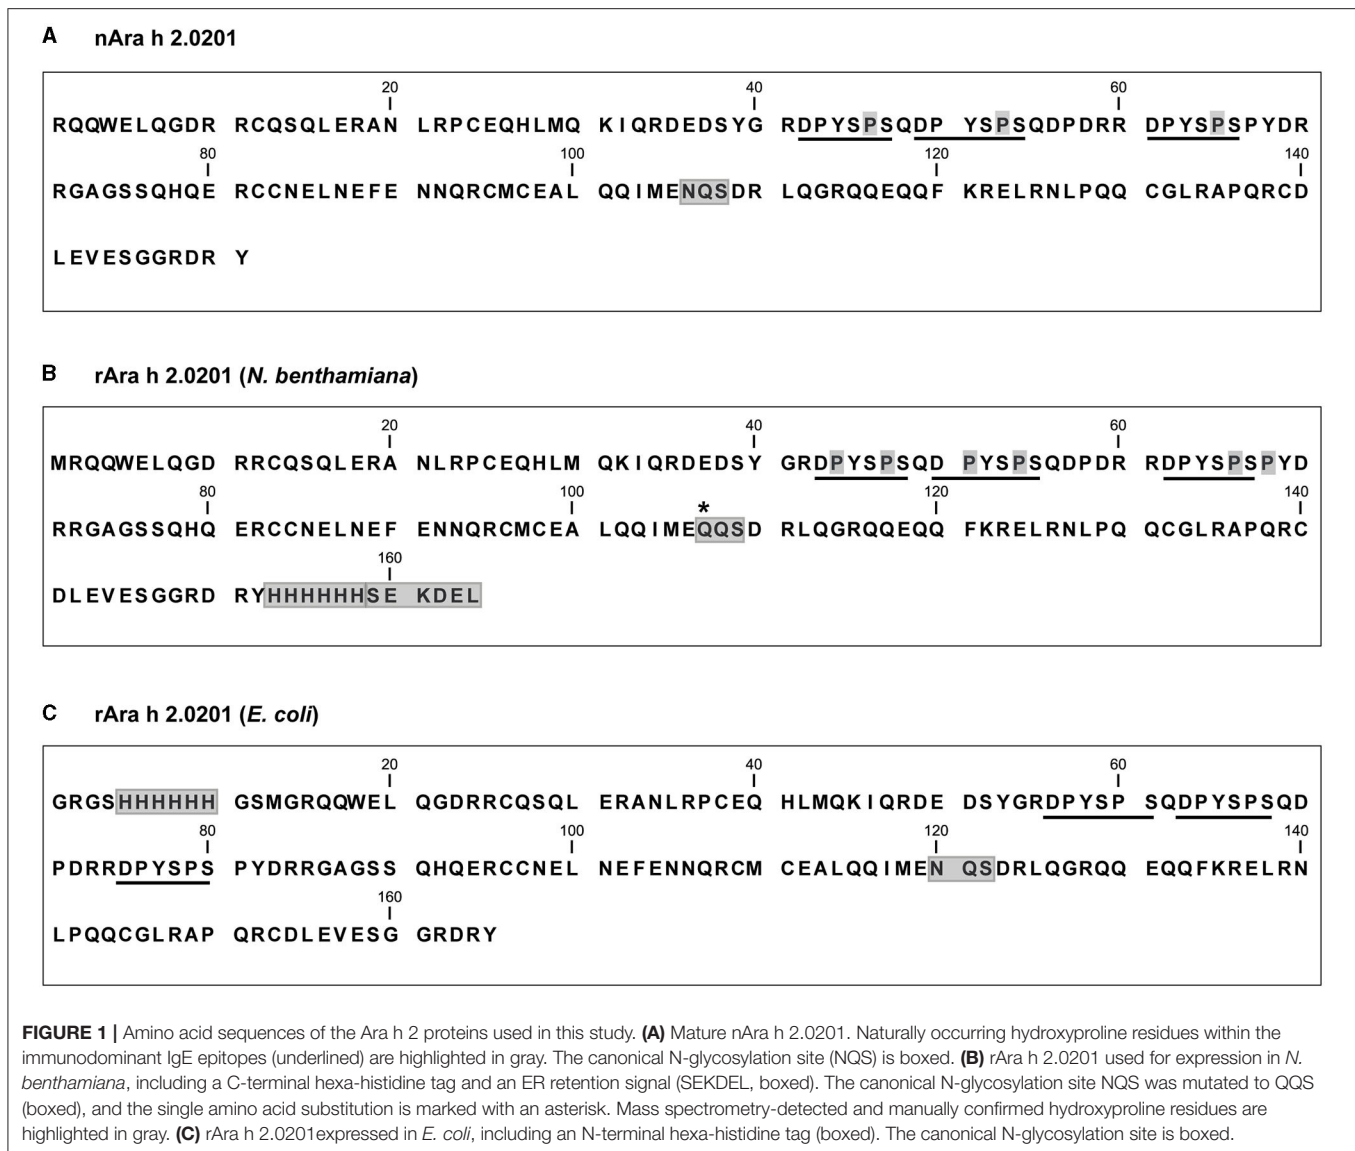 A nAra h 2.0201
20 40 60
RQQWELQGDR RCQSQLERAN LRPCEQHLMQ KIQRDEDSYG RDPYSPSQDP YSPSQDPDRR DPYSPSPYDR
80 100 120 140
RGAGSSQHQE RCCNELNEFE NNQRCMCEAL QQIMENQSDR LQGRQQEQQF KRELRNLPQQ CGLRAPQRCD
LEVESGGRDR Y
B rAra h 2.0201 (N. benthamiana)
20 40 60
MRQQWELQGD RRCQSQLERA NLRPCEQHLM QKIQRDEDSY GRDPYSPSQD PYSPSQDPDR RDPYSPSPYD
80 100 120 140
RRGAGSSQHQ ERCCNELNEF ENNQRCMCEA LQQIMEQQSD RLQGRQQEQQ FKRELRNLPQ QCGLRAPQRC
*
160
DLEVESGGRD RYHHHHHHSE KDEL
C rAra h 2.0201 (E. coli)
20 40 60
GRGSHHHHHH GSMGRQQWEL QGDRRCQSQL ERANLRPCEQ HLMQKIQRDE DSYGRDPYSP SQDPYSPSQD
80 100 120 140
PDRRDPYSPS PYDRRGAGSS QHQERCCNEL NEFENNQRCM CEALQQIMEN QSDRLQGRQQ EQQFKRELRN
160
LPQQCGLRAP QRCDLEVESG GRDRY
FIGURE 1 | Amino acid sequences of the Ara h 2 proteins used in this study. (A) Mature nAra h 2.0201. Naturally occurring hydroxyproline residues within the
immunodominant IgE epitopes (underlined) are highlighted in gray. The canonical N-glycosylation site (NQS) is boxed. (B) rAra h 2.0201 used for expression in N.
benthamiana, including a C-terminal hexa-histidine tag and an ER retention signal (SEKDEL, boxed). The canonical N-glycosylation site NQS was mutated to QQS
(boxed), and the single amino acid substitution is marked with an asterisk. Mass spectrometry-detected and manually confirmed hydroxyproline residues are
highlighted in gray. (C) rAra h 2.0201expressed in E. coli, including an N-terminal hexa-histidine tag (boxed). The canonical N-glycosylation site is boxed.